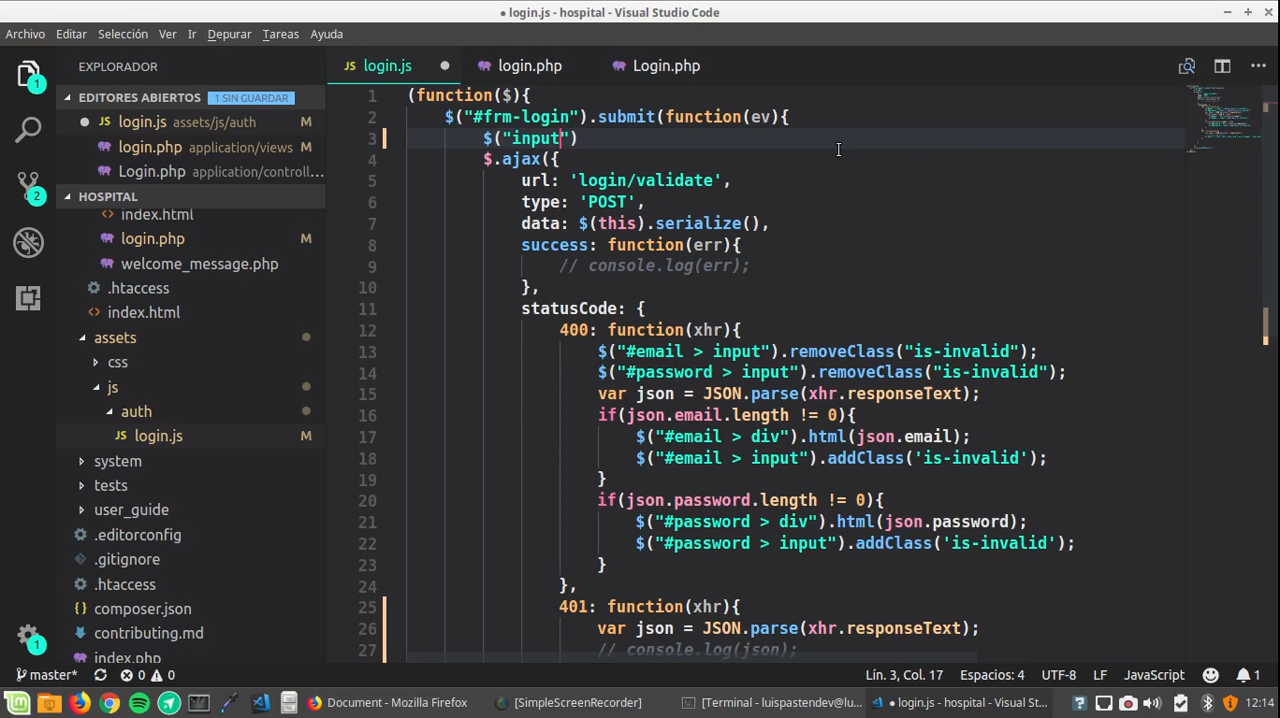 ● login.js - hospital - Visual Studio Code
Archivo Editar Selección Ver Ir Depurar Tareas Ayuda
EXPLORADOR
JS login.js ● login.php Login.php
EDITORES ABIERTOS 1 SIN GUARDAR
● login.js assets/js/auth
login.php application/views
Login.php application/controll...
HOSPITAL
index.html
login.php M
welcome_message.php
.htaccess
index.html
assets
css
js
auth
JS login.js M
system
tests
user_guide
.editorconfig
.gitignore
.htaccess
composer.json
contributing.md
index.php
1
2
1
1 (function($){
2 $("#frm-login").submit(function(ev){
3 $("input")
4 $.ajax({
5 url: 'login/validate',
6 type: 'POST',
7 data: $(this).serialize(),
8 success: function(err){
9 // console.log(err);
10 },
11 statusCode: {
12 400: function(xhr){
13 $("#email > input").removeClass("is-invalid");
14 $("#password > input").removeClass("is-invalid");
15 var json = JSON.parse(xhr.responseText);
16 if(json.email.length != 0){
17 $("#email > div").html(json.email);
18 $("#email > input").addClass('is-invalid');
19 }
20 if(json.password.length != 0){
21 $("#password > div").html(json.password);
22 $("#password > input").addClass('is-invalid');
23 }
24 },
25 401: function(xhr){
26 var json = JSON.parse(xhr.responseText);
27 // console.log(json);
master* 0 0 Lín. 3, Col. 17 Espacios: 4 UTF-8 LF JavaScript 1
Document - Mozilla Firefox [SimpleScreenRecorder] [Terminal - luispastendev@lu... ● login.js - hospital - Visual St... 12:14